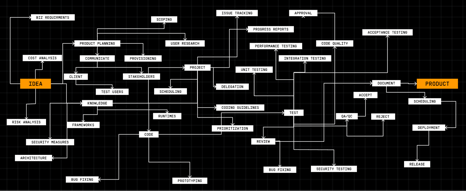 ISSUE TRACKING
APPROVAL
BIZ REQUIRMENTS
SCOPING
PROGRESS REPORTS
ACCEPTANCE TESTING
PRODUCT PLANNING
USER RESEARCH
PERFORMANCE TESTING
CODE QUALITY
COST ANALYSIS
COMMUNICATE
PROVISIONING
INTEGRATION TESTING
PROJECT
UNIT TESTING
CLIENT
STAKEHOLDERS
IDEA
DELEGATION
DOCUMENT
PRODUCT
TEST USERS
SCHEDULING
ACCEPT
KNOWLEDGE
SCHEDULING
CODING GUIDELINES
TEST
RUNTIMES
QA/QC
REJECT
RISK ANALYSIS
FRAMEWORKS
PRIORITIZATION
DEPLOYMENT
CODE
SECURITY MEASURES
REVIEW
ARCHITECTURE
RELEASE
BUG FIXING
PROTOTYPING
BUG FIXING
SECURITY TESTING